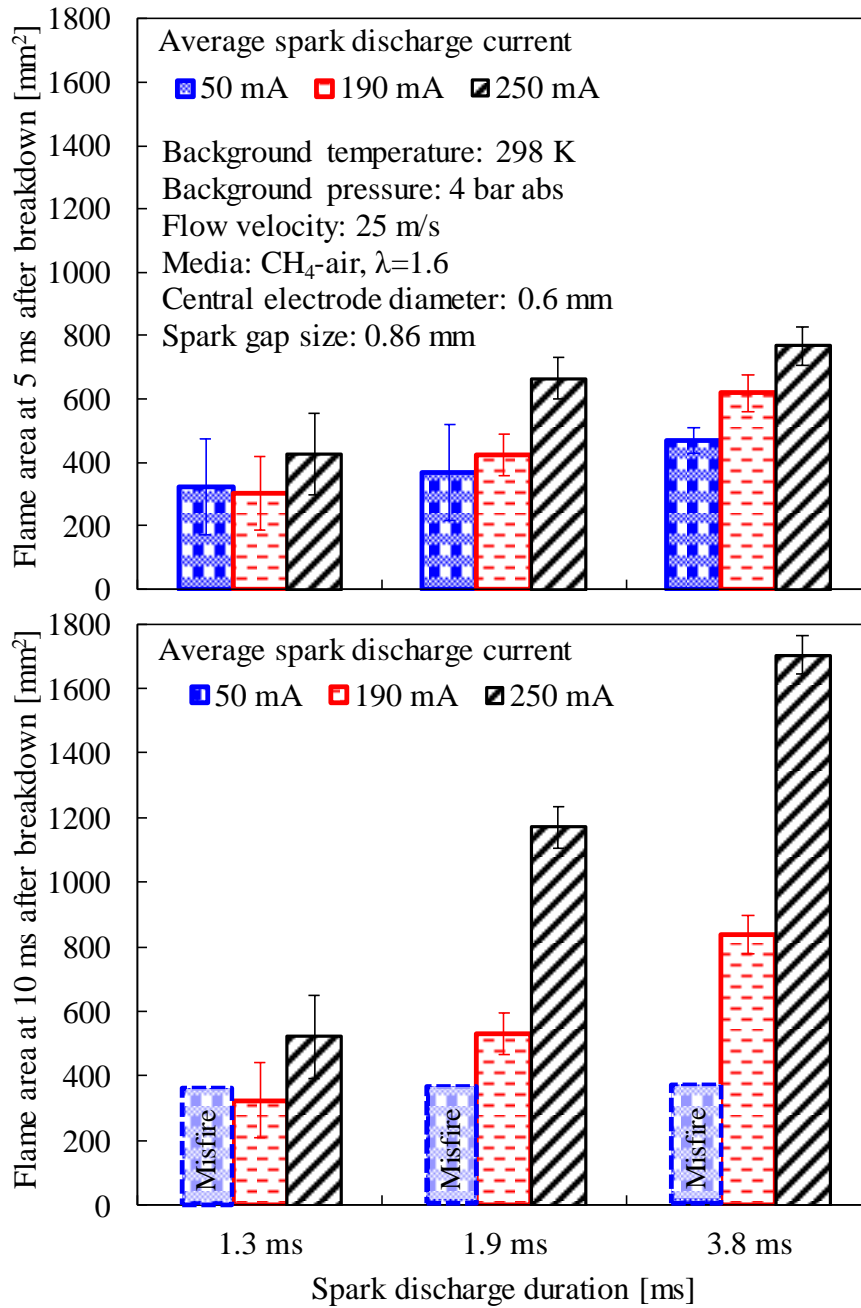 Flame area at 5 ms after breakdown [mm²]
1800
1600
1400
1200
1000
800
600
400
200
0
Average spark discharge current
50 mA 190 mA 250 mA
Background temperature: 298 K
Background pressure: 4 bar abs
Flow velocity: 25 m/s
Media: CH₄-air, λ=1.6
Central electrode diameter: 0.6 mm
Spark gap size: 0.86 mm
Flame area at 10 ms after breakdown [mm²]
1800
1600
1400
1200
1000
800
600
400
200
0
Average spark discharge current
50 mA 190 mA 250 mA
Misfire
Misfire
Misfire
1.3 ms 1.9 ms 3.8 ms
Spark discharge duration [ms]